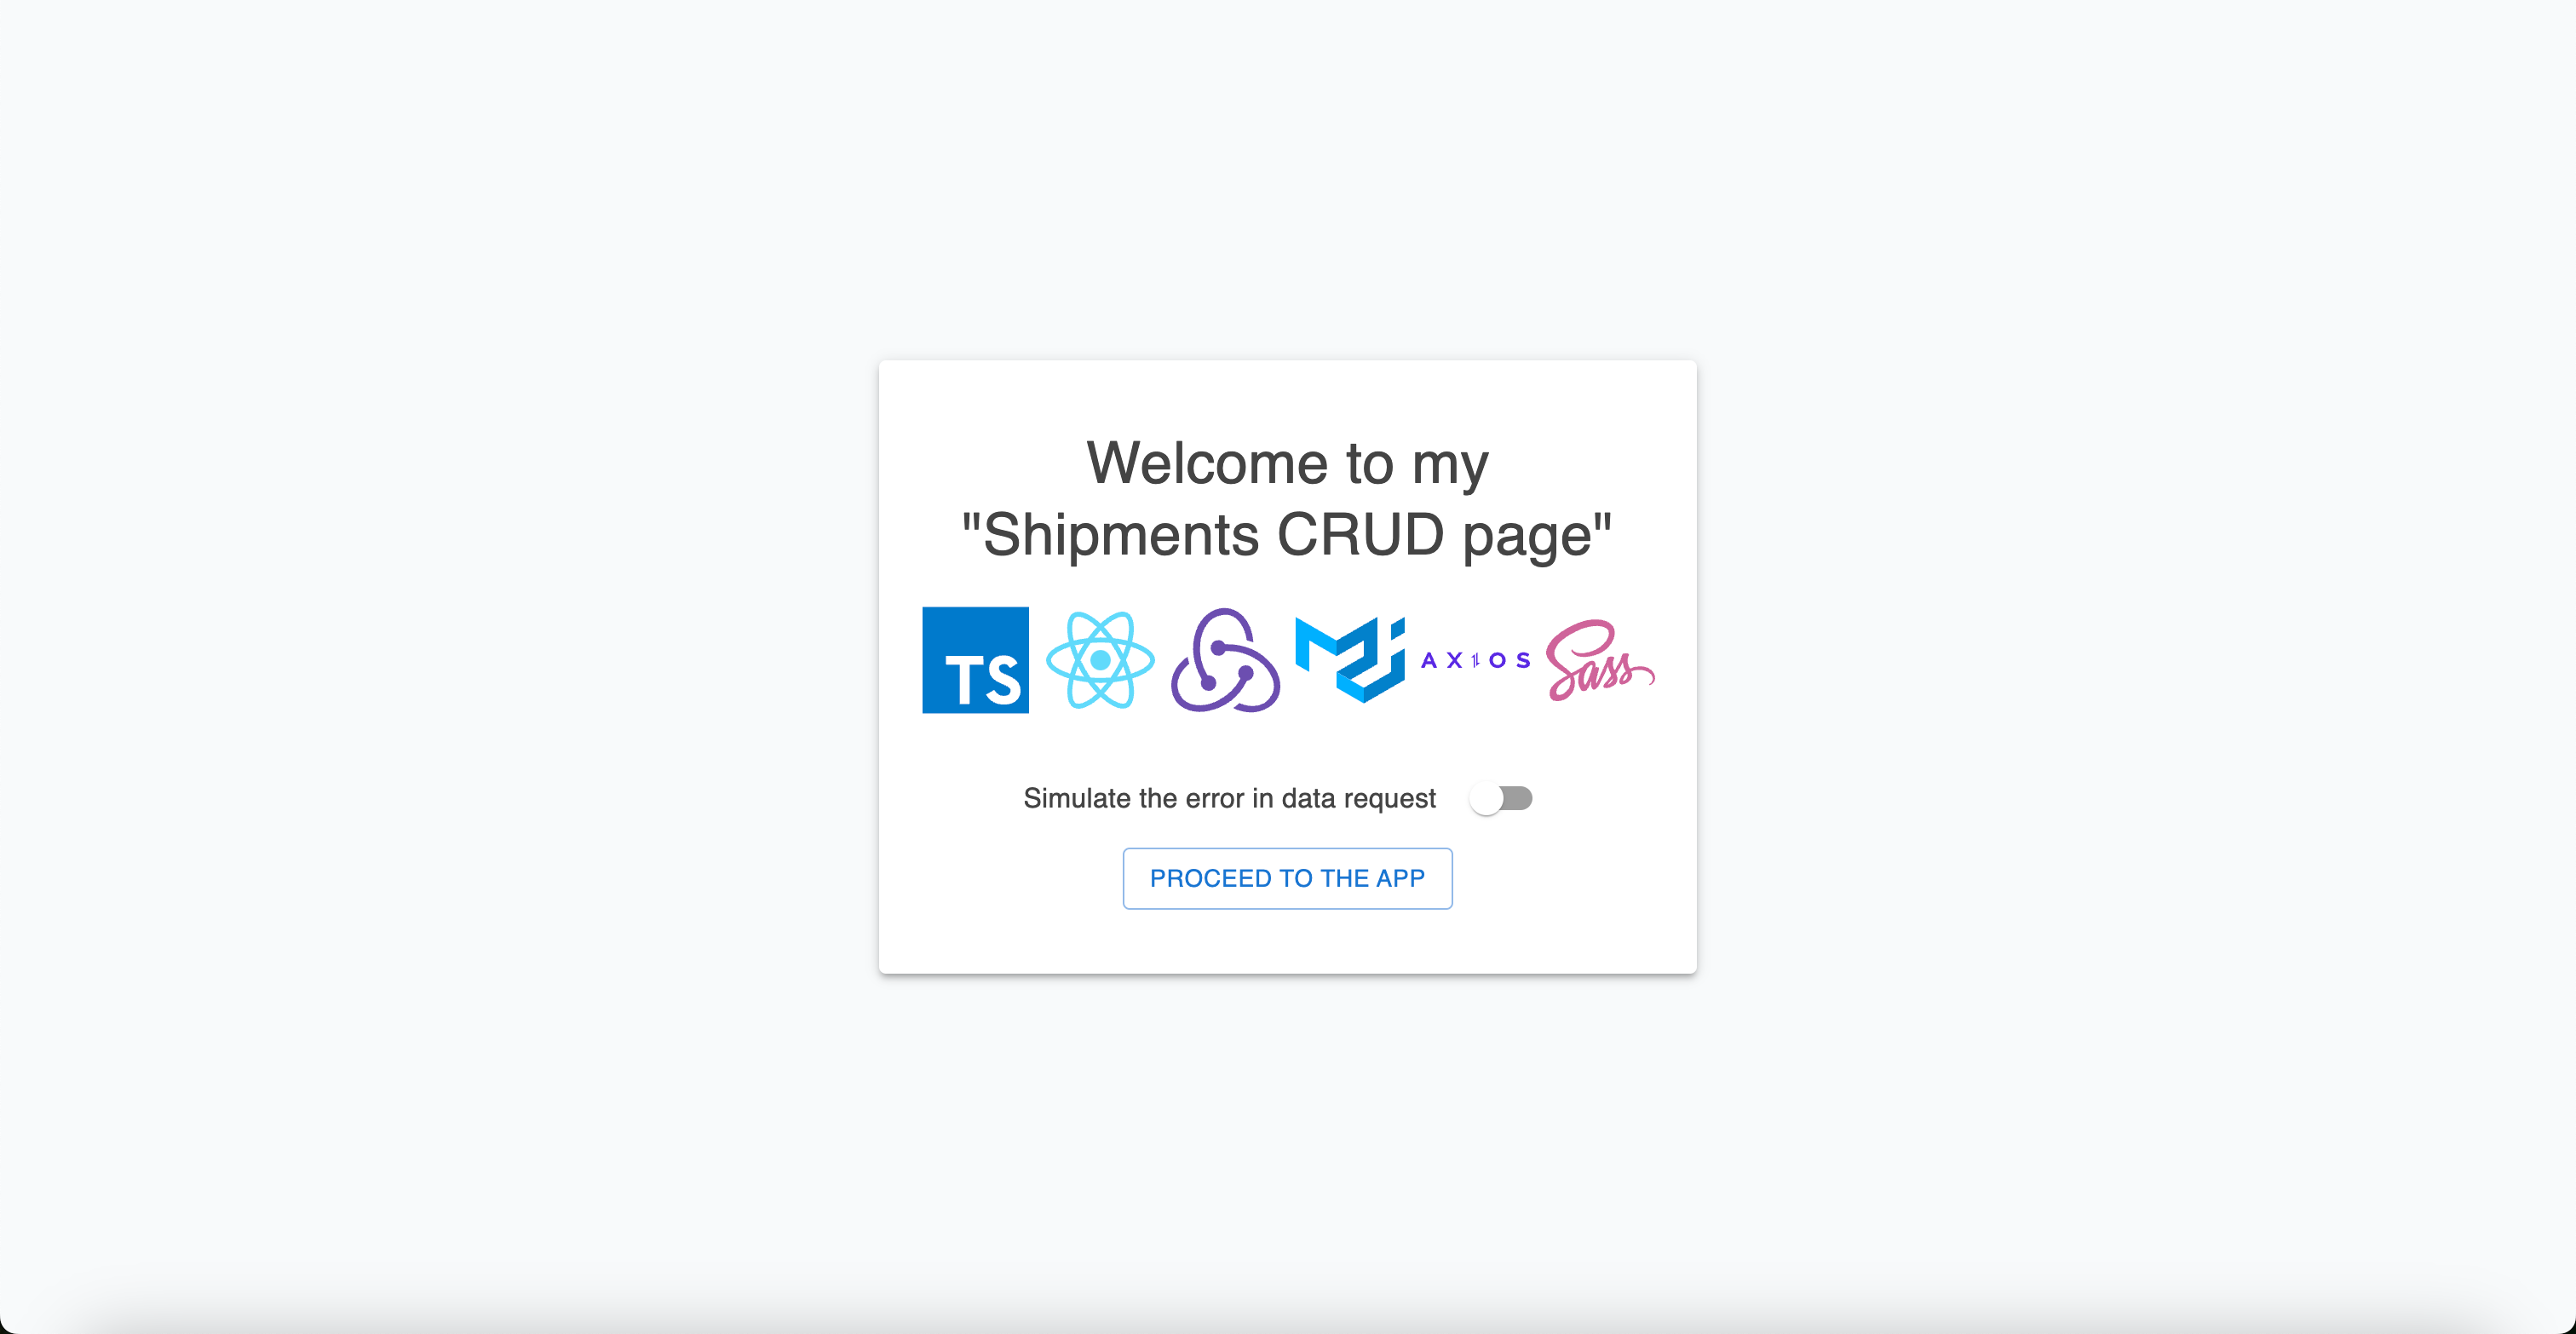 Welcome to my
"Shipments CRUD page"
TS
AXIOS
Sass
Simulate the error in data request
PROCEED TO THE APP